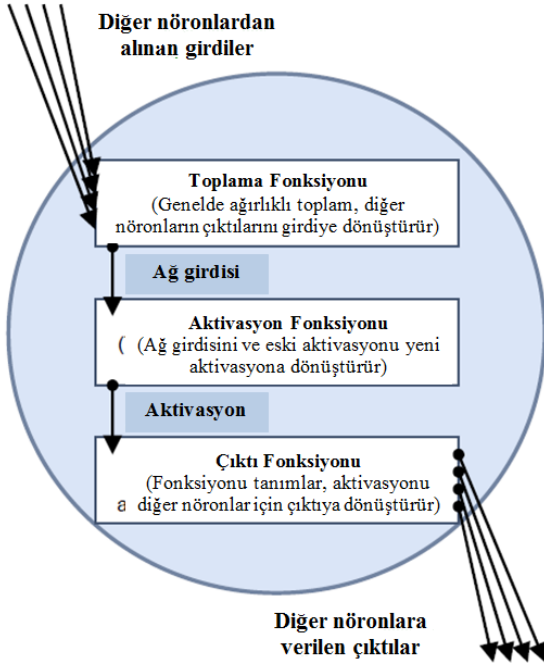 Diğer nöronlardan
alınan girdiler
Toplama Fonksiyonu
(Genelde ağırlıklı toplam, diğer
nöronların çıktılarını girdiye dönüştürür)
Ağ girdisi
Aktivasyon Fonksiyonu
( (Ağ girdisini ve eski aktivasyonu yeni
aktivasyona dönüştürür)
Aktivasyon
Çıktı Fonksiyonu
(Fonksiyonu tanımlar, aktivasyonu
a diğer nöronlar için çıktıya dönüştürür)
Diğer nöronlara
verilen çıktılar